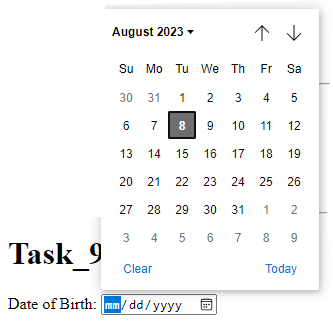 August 2023
Su Mo Tu We Th Fr Sa
30 31 1 2 3 4 5
6 7 8 9 10 11 12
13 14 15 16 17 18 19
20 21 22 23 24 25 26
27 28 29 30 31 1 2
3 4 5 6 7 8 9
Clear Today
Task_9
Date of Birth: mm/dd/yyyy